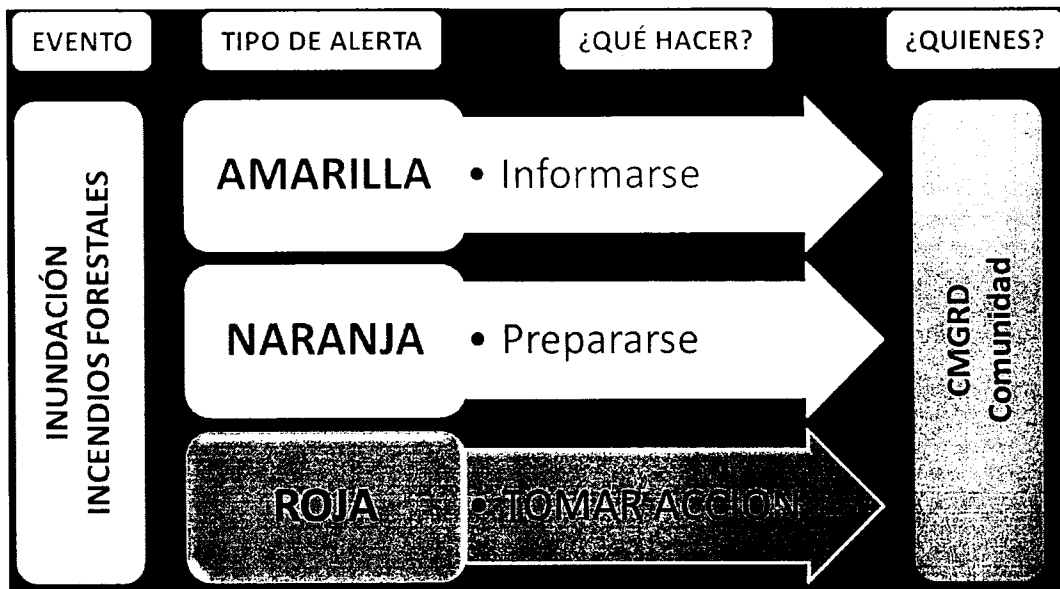 EVENTO
TIPO DE ALERTA
¿QUÉ HACER?
¿QUIENES?
INUNDACIÓN
INCENDIOS FORESTALES
AMARILLA
• Informarse
NARANJA
• Prepararse
ROJA
• TOMAR ACCION
CMGRD
Comunidad